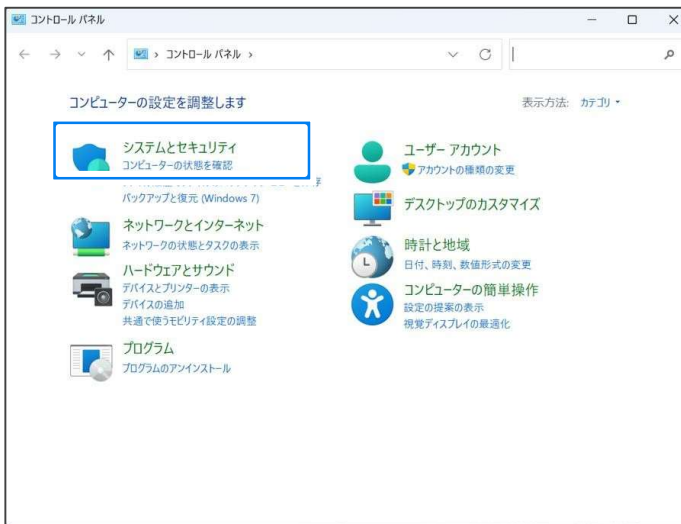 コントロール パネル
コントロール パネル
コンピューターの設定を調整します
表示方法: カテゴリ
システムとセキュリティ
コンピューターの状態を確認
バックアップと復元 (Windows 7)
ネットワークとインターネット
ネットワークの状態とタスクの表示
ハードウェアとサウンド
デバイスとプリンターの表示
デバイスの追加
共通で使うモビリティ設定の調整
プログラム
プログラムのアンインストール
ユーザー アカウント
アカウントの種類の変更
デスクトップのカスタマイズ
時計と地域
日付、時刻、数値形式の変更
コンピューターの簡単操作
設定の提案の表示
視覚ディスプレイの最適化